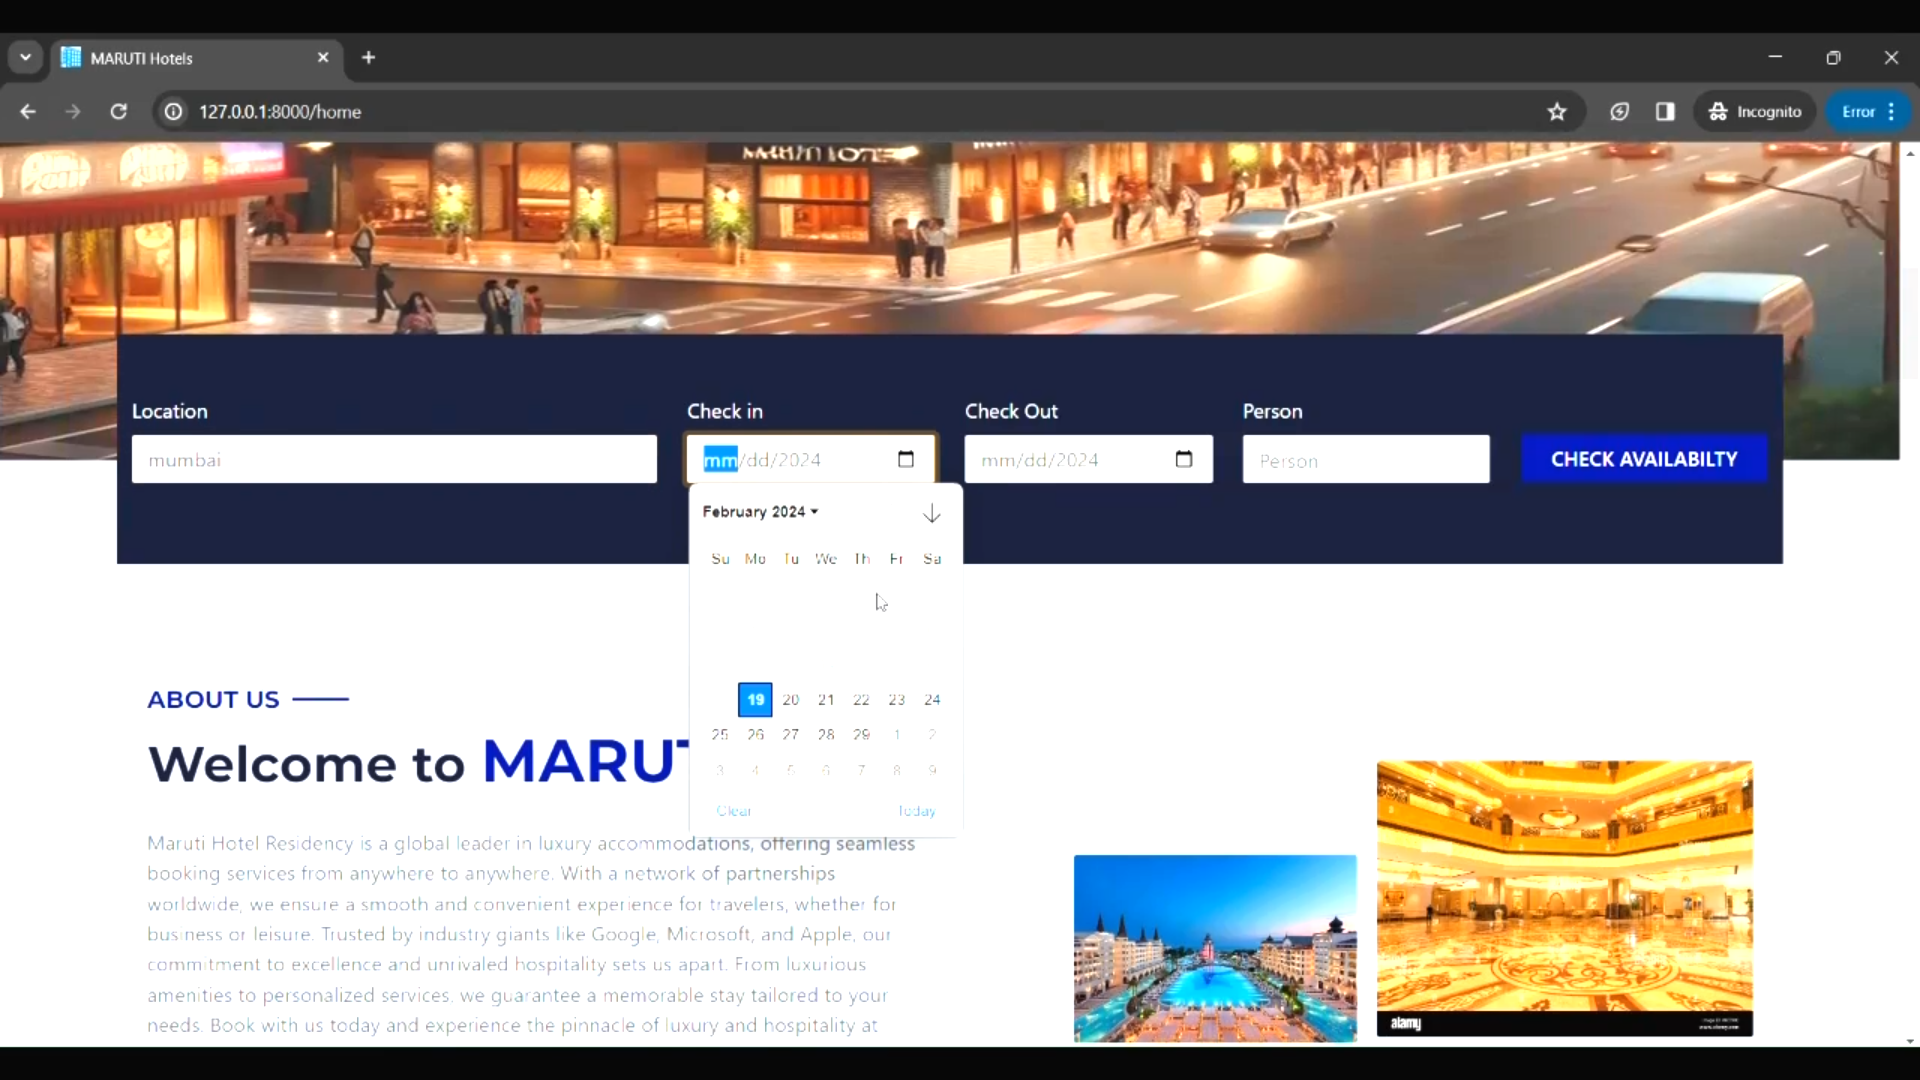 MARUTI Hotels
127.0.0.1:8000/home
Incognito
Error
Location
Check in
Check Out
Person
mumbai
mm/dd/2024
mm/dd/2024
Person
CHECK AVAILABILTY
February 2024
Su Mo Tu We Th Fr Sa
19 20 21 22 23 24
25 26 27 28 29 1 2
3 4 5 6 7 8 9
Clear Today
ABOUT US
Welcome to MARUT
Maruti Hotel Residency is a global leader in luxury accommodations, offering seamless
booking services from anywhere to anywhere. With a network of partnerships
worldwide, we ensure a smooth and convenient experience for travelers, whether for
business or leisure. Trusted by industry giants like Google, Microsoft, and Apple, our
commitment to excellence and unrivaled hospitality sets us apart. From luxurious
amenities to personalized services, we guarantee a memorable stay tailored to your
needs. Book with us today and experience the pinnacle of luxury and hospitality at
alamy